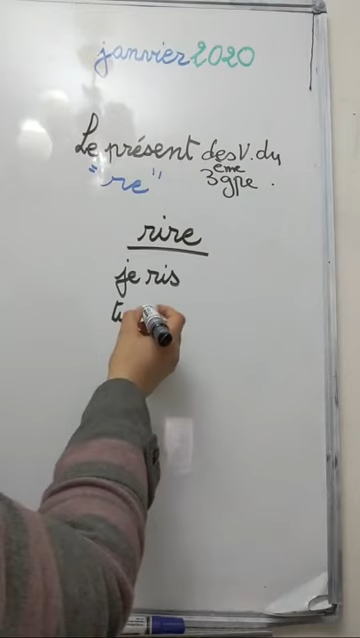 janvier 2020
Le présent des V. du
"re" 3ème gpe.
rire
je ris
tu